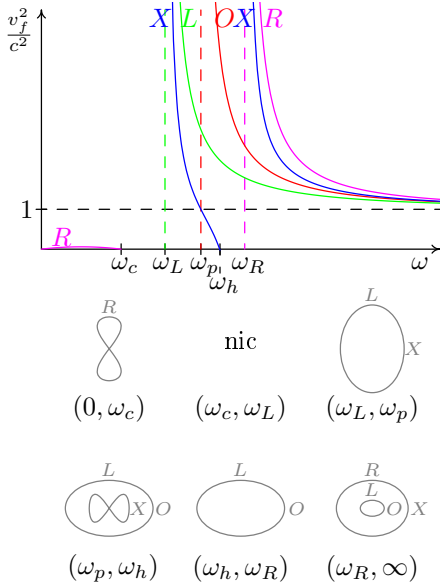 v_f^2/c^2
X L O X R
1
R
ω_c ω_L ω_p ω_R ω
ω_h
R L
nic X
(0, ω_c) (ω_c, ω_L) (ω_L, ω_p)
L L R
L
X O O O X
(ω_p, ω_h) (ω_h, ω_R) (ω_R, ∞)